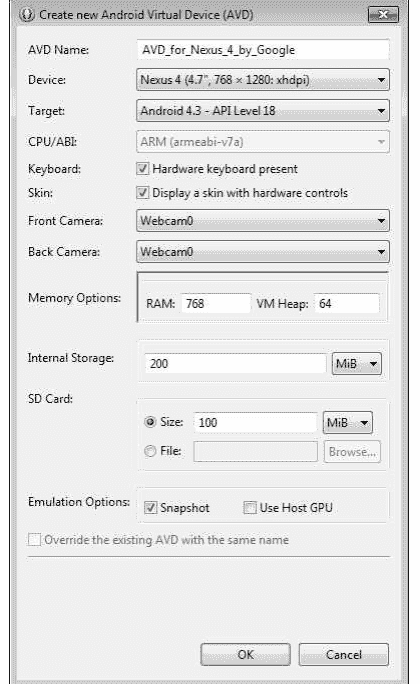 Create new Android Virtual Device (AVD)
AVD Name: AVD_for_Nexus_4_by_Google
Device: Nexus 4 (4.7", 768 × 1280: xhdpi)
Target: Android 4.3 - API Level 18
CPU/ABI: ARM (armeabi-v7a)
Keyboard: Hardware keyboard present
Skin: Display a skin with hardware controls
Front Camera: Webcam0
Back Camera: Webcam0
Memory Options: RAM: 768 VM Heap: 64
Internal Storage: 200 MiB
SD Card:
Size: 100 MiB
File: Browse...
Emulation Options: Snapshot Use Host GPU
Override the existing AVD with the same name
OK Cancel